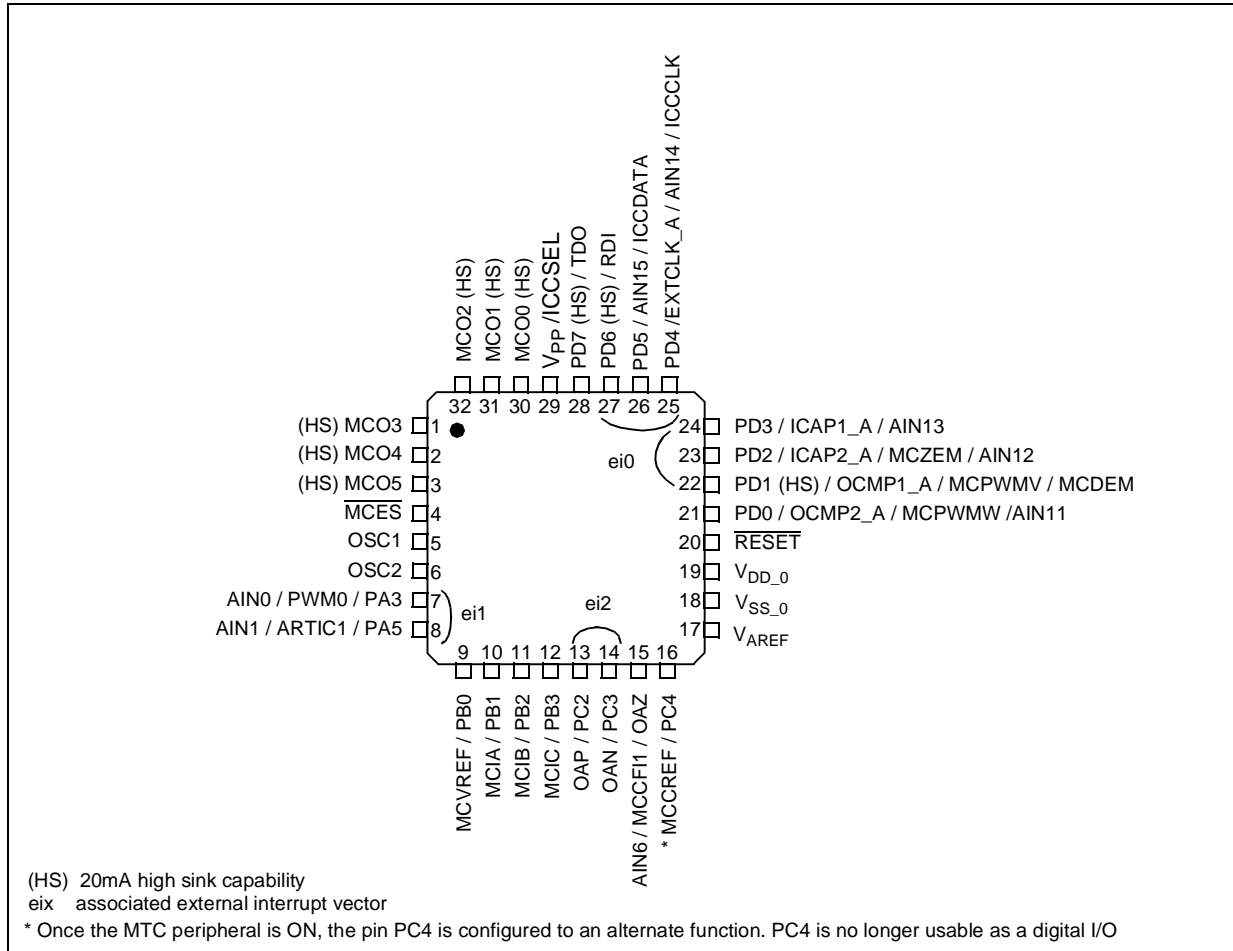 MCO2 (HS)
MCO1 (HS)
MCO0 (HS)
VPP /ICCSEL
PD7 (HS) / TDO
PD6 (HS) / RDI
PD5 / AIN15 / ICCDATA
PD4 /EXTCLK_A / AIN14 / ICCCLK
32 31 30 29 28 27 26 25
(HS) MCO3 1
(HS) MCO4 2
(HS) MCO5 3
MCES 4
OSC1 5
OSC2 6
AIN0 / PWM0 / PA3 7
AIN1 / ARTIC1 / PA5 8
ei1
ei0
ei2
24 PD3 / ICAP1_A / AIN13
23 PD2 / ICAP2_A / MCZEM / AIN12
22 PD1 (HS) / OCMP1_A / MCPWMV / MCDEM
21 PD0 / OCMP2_A / MCPWMW /AIN11
20 RESET
19 VDD_0
18 VSS_0
17 VAREF
9 10 11 12 13 14 15 16
MCVREF / PB0
MCIA / PB1
MCIB / PB2
MCIC / PB3
OAP / PC2
OAN / PC3
AIN6 / MCCFI1 / OAZ
* MCCREF / PC4
(HS) 20mA high sink capability
eix associated external interrupt vector
* Once the MTC peripheral is ON, the pin PC4 is configured to an alternate function. PC4 is no longer usable as a digital I/O